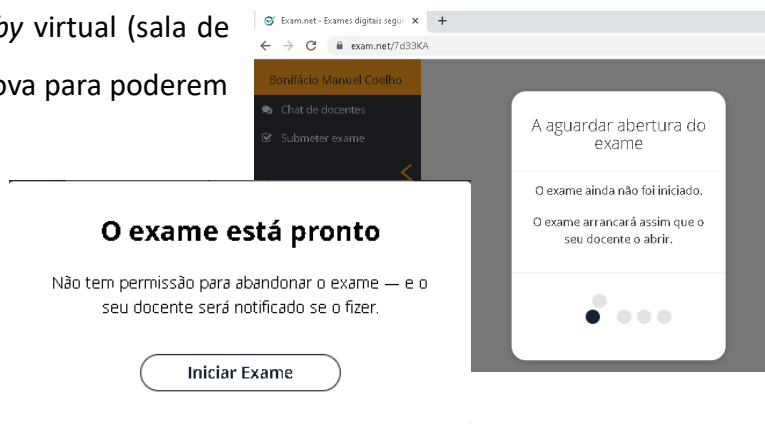 by virtual (sala de
ova para poderem
Exam.net - Exames digitais segur
exam.net/7d33KA
Bonifácio Manuel Coelho
Chat de docentes
Submeter exame
A aguardar abertura do
exame
O exame ainda não foi iniciado.
O exame arrancará assim que o
seu docente o abrir.
O exame está pronto
Não tem permissão para abandonar o exame — e o
seu docente será notificado se o fizer.
Iniciar Exame